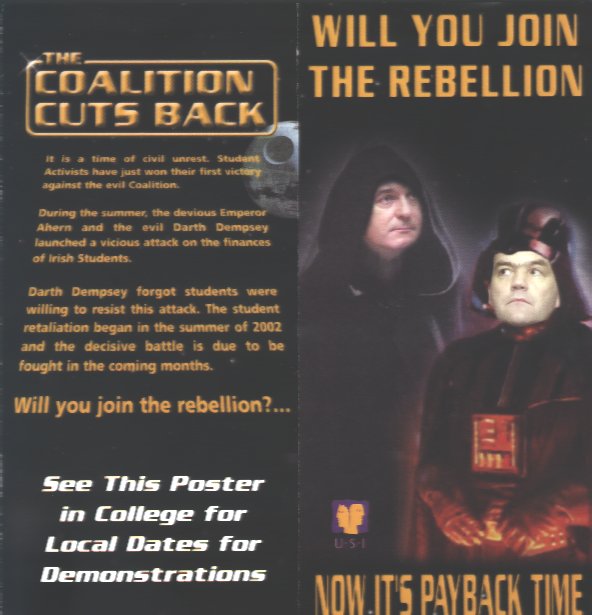 THE
COALITION
CUTS BACK
It is a time of civil unrest. Student
Activists have just won their first victory
against the evil Coalition.
During the summer, the devious Emperor
Ahern and the evil Darth Dempsey
launched a vicious attack on the finances
of Irish Students.
Darth Dempsey forgot students were
willing to resist this attack. The student
retaliation began in the summer of 2002
and the decisive battle is due to be
fought in the coming months.
Will you join the rebellion?...
See This Poster
in College for
Local Dates for
Demonstrations
WILL YOU JOIN
THE REBELLION
U·S·I
NOW IT'S PAYBACK TIME